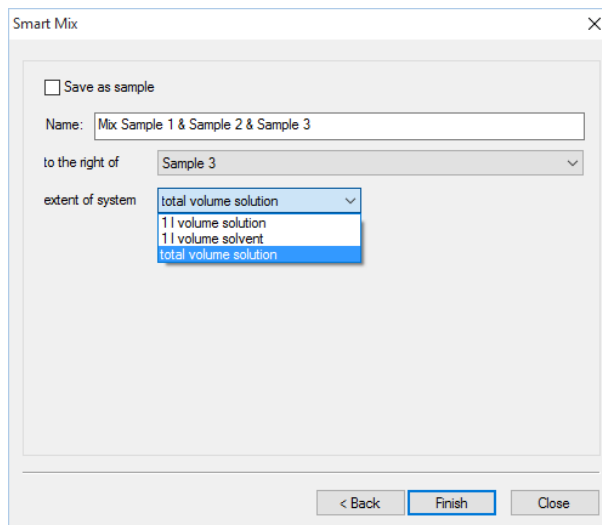 Smart Mix
Save as sample
Name: Mix Sample 1 & Sample 2 & Sample 3
to the right of Sample 3
extent of system total volume solution
1 l volume solution
1 l volume solvent
total volume solution
< Back Finish Close